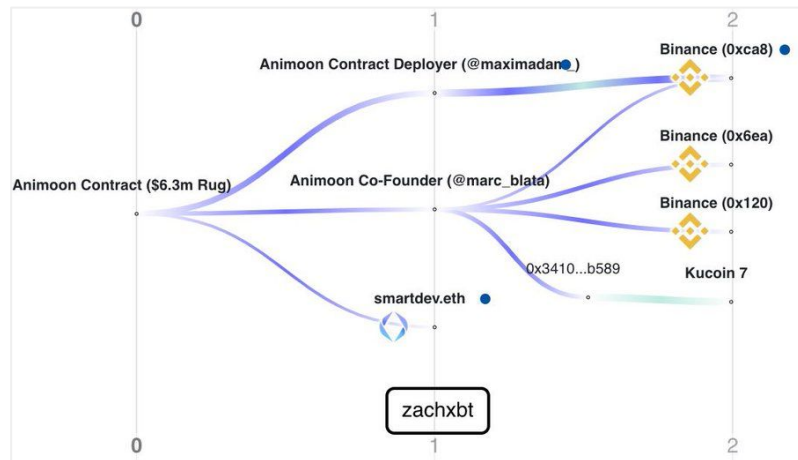 0 1 2
Binance (0xca8)
Animoon Contract Deployer (@maximadam_)
Binance (0x6ea)
Animoon Contract ($6.3m Rug)
Animoon Co-Founder (@marc_blata)
Binance (0x120)
0x3410...b589
Kucoin 7
smartdev.eth
zachxbt
0 1 2